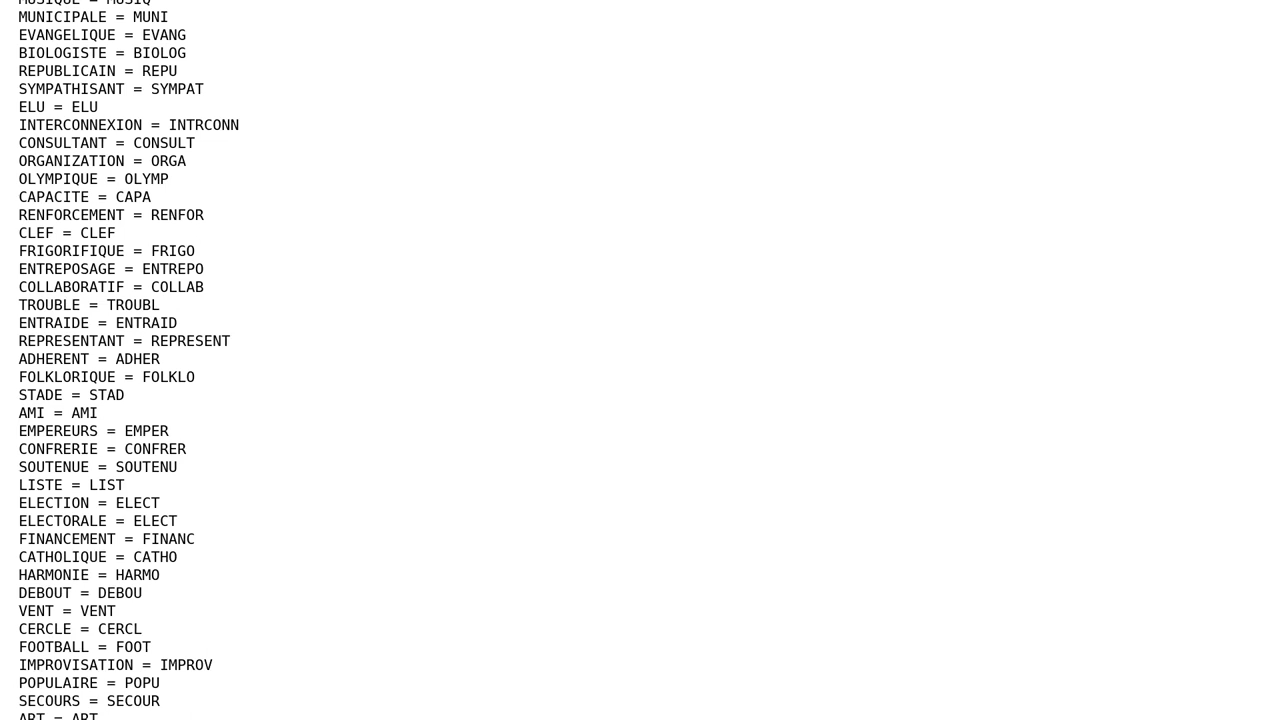 MUSIQUE = MUSIQ
MUNICIPALE = MUNI
EVANGELIQUE = EVANG
BIOLOGISTE = BIOLOG
REPUBLICAIN = REPU
SYMPATHISANT = SYMPAT
ELU = ELU
INTERCONNEXION = INTRCONN
CONSULTANT = CONSULT
ORGANIZATION = ORGA
OLYMPIQUE = OLYMP
CAPACITE = CAPA
RENFORCEMENT = RENFOR
CLEF = CLEF
FRIGORIFIQUE = FRIGO
ENTREPOSAGE = ENTREPO
COLLABORATIF = COLLAB
TROUBLE = TROUBL
ENTRAIDE = ENTRAID
REPRESENTANT = REPRESENT
ADHERENT = ADHER
FOLKLORIQUE = FOLKLO
STADE = STAD
AMI = AMI
EMPEREURS = EMPER
CONFRERIE = CONFRER
SOUTENUE = SOUTENU
LISTE = LIST
ELECTION = ELECT
ELECTORALE = ELECT
FINANCEMENT = FINANC
CATHOLIQUE = CATHO
HARMONIE = HARMO
DEBOUT = DEBOU
VENT = VENT
CERCLE = CERCL
FOOTBALL = FOOT
IMPROVISATION = IMPROV
POPULAIRE = POPU
SECOURS = SECOUR
ART = ART